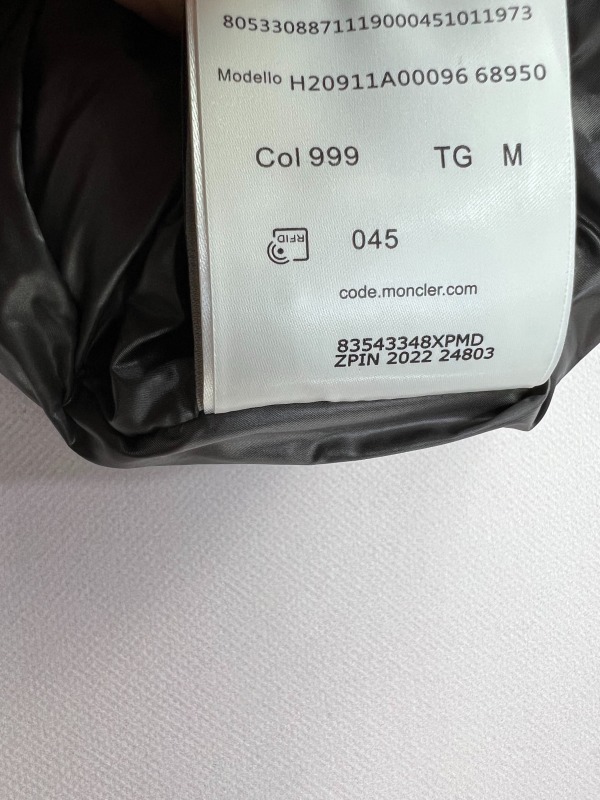 8053308871119000451011973
Modello H20911A00096 68950
Col 999 TG M
RFID 045
code.moncler.com
83543348XPMD
ZPIN 2022 24803